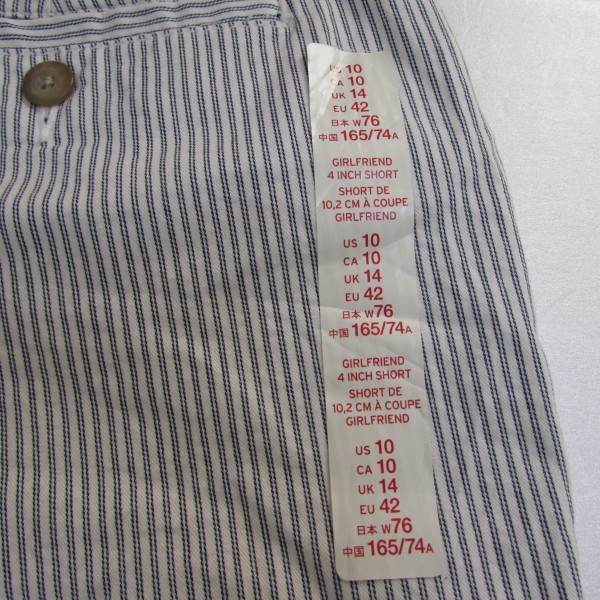 US 10
CA 10
UK 14
EU 42
日本 W76
中国 165/74A
GIRLFRIEND
4 INCH SHORT
SHORT DE
10,2 CM À COUPE
GIRLFRIEND
US 10
CA 10
UK 14
EU 42
日本 W76
中国 165/74A
GIRLFRIEND
4 INCH SHORT
SHORT DE
10,2 CM À COUPE
GIRLFRIEND
US 10
CA 10
UK 14
EU 42
日本 W76
中国 165/74A